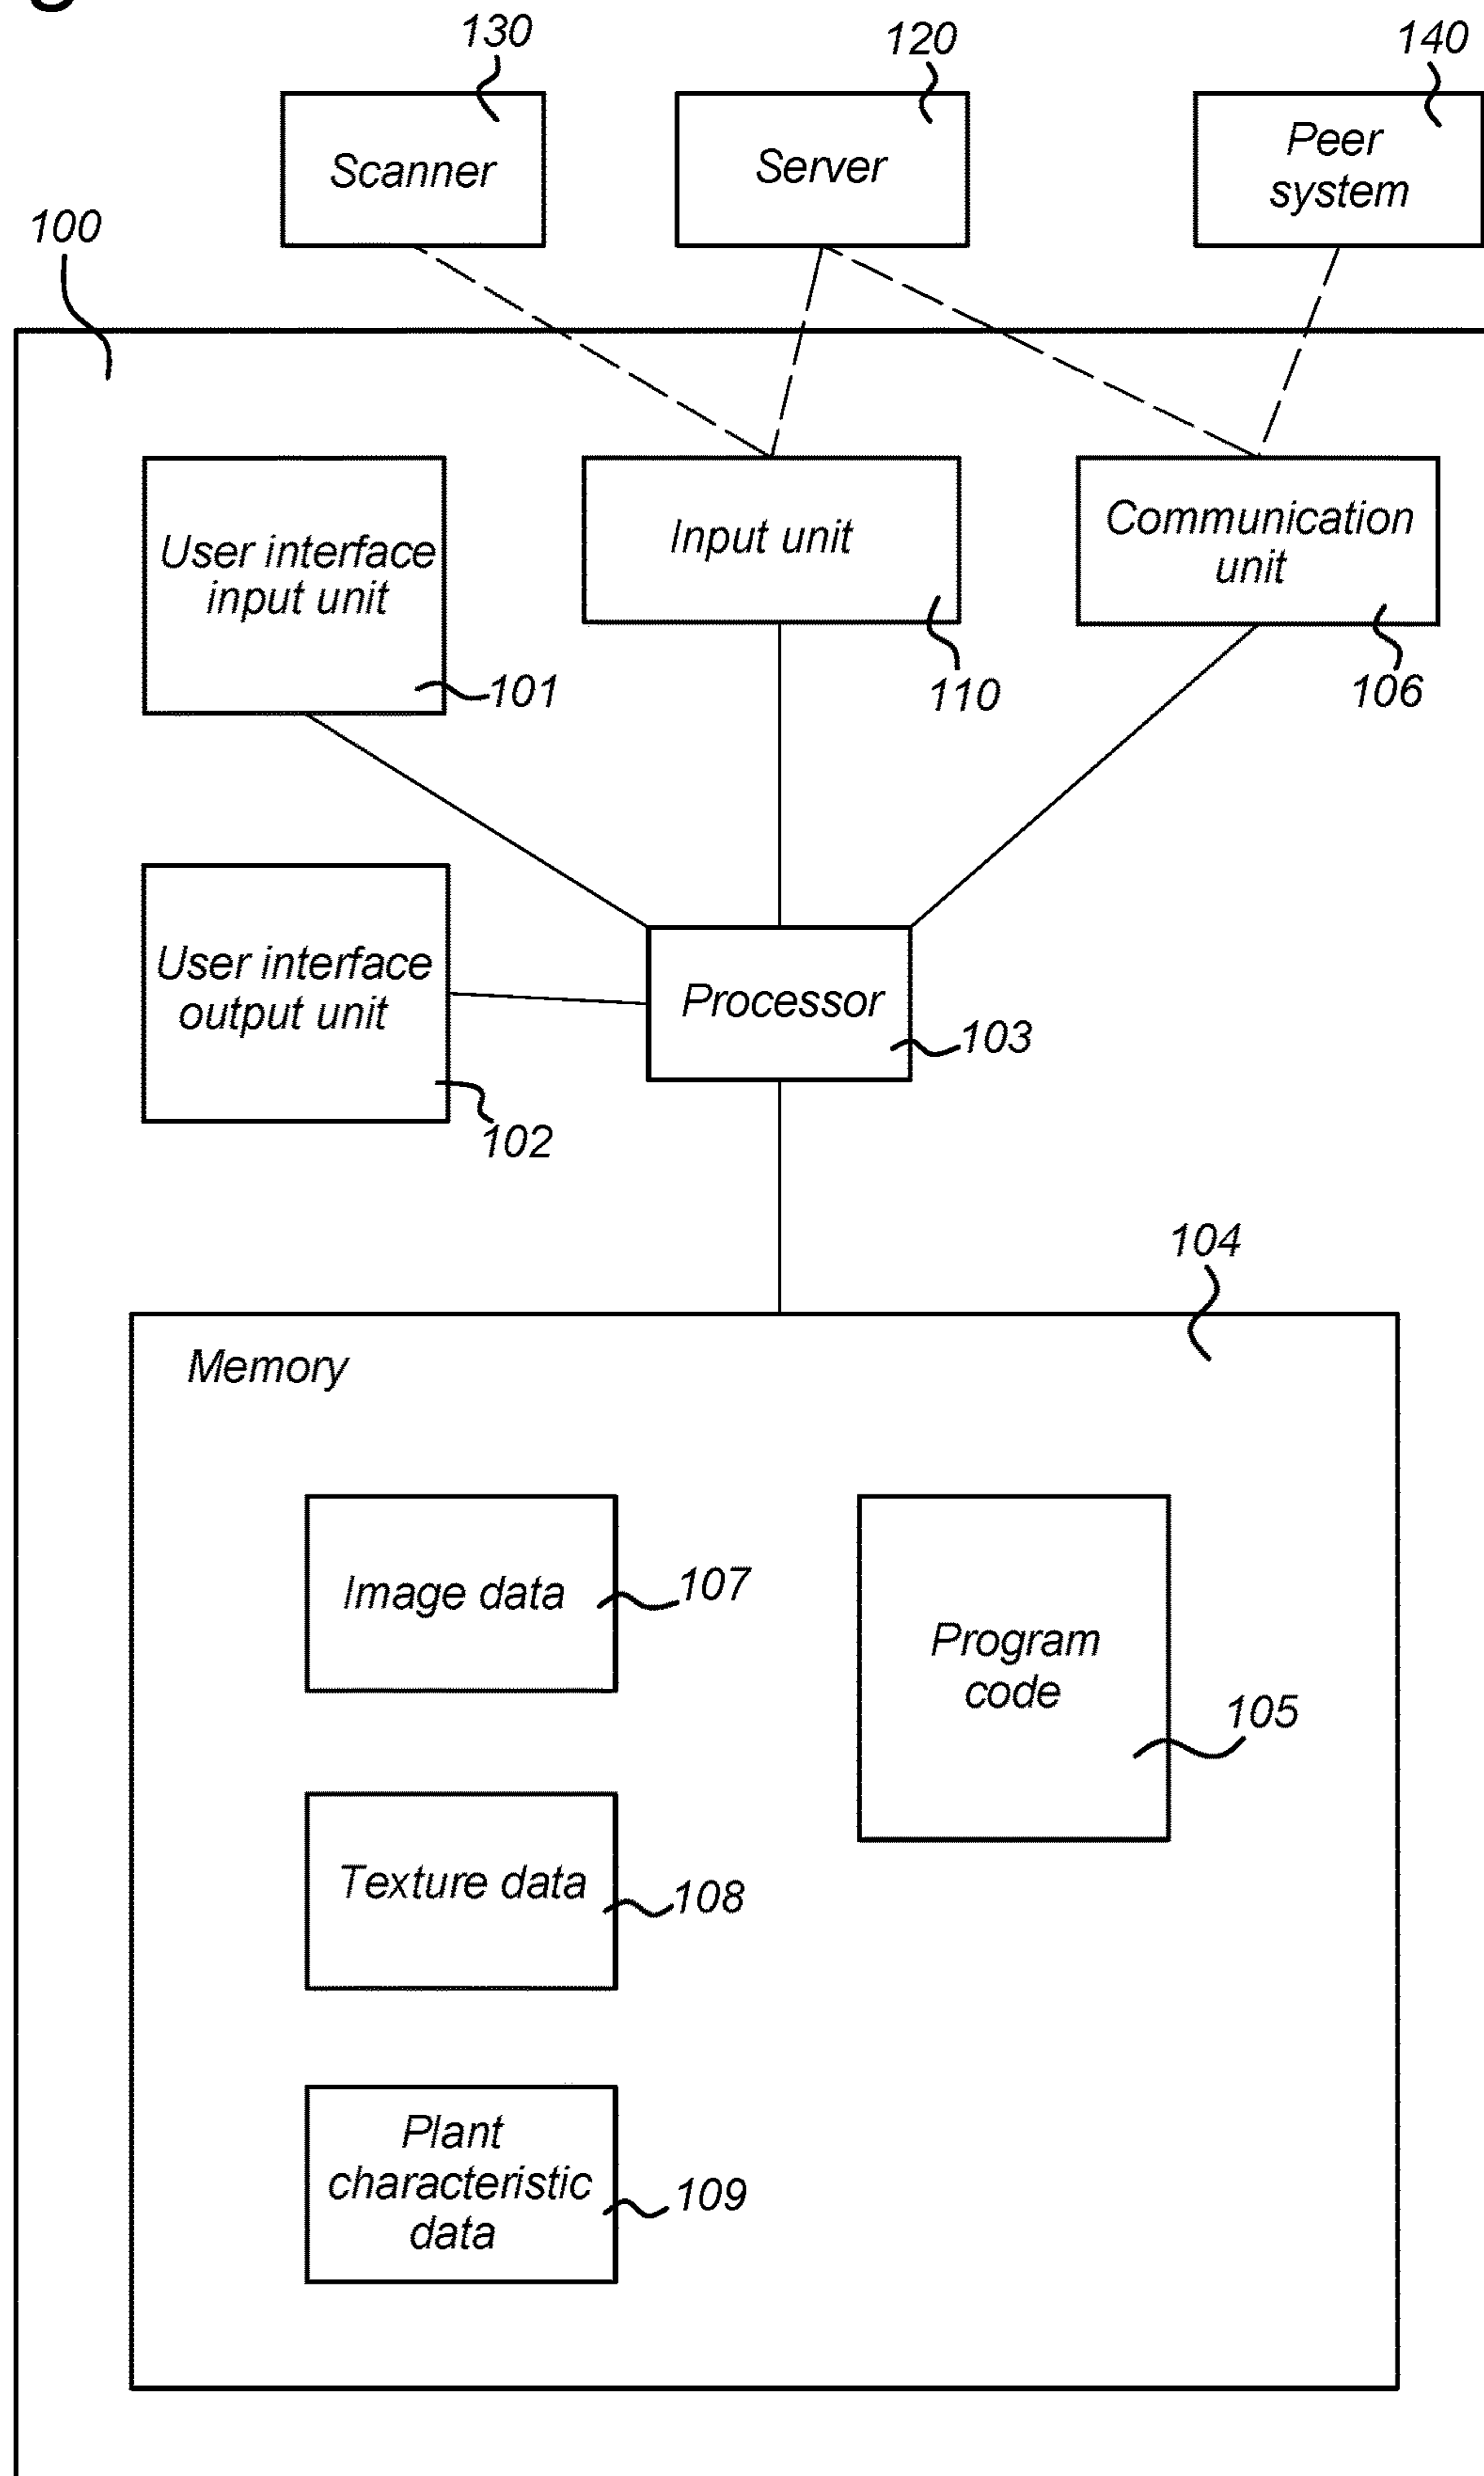 130
120
140
Scanner
Server
Peer
system
100
User interface
input unit
101
Input unit
110
Communication
unit
106
User interface
output unit
102
Processor
103
104
Memory
Image data
107
Program
code
105
Texture data
108
Plant
characteristic
data
109